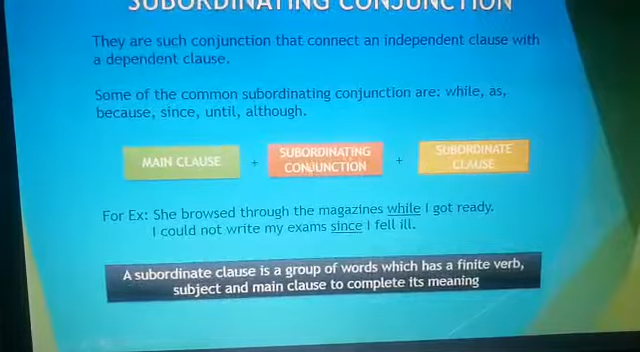 SUBORDINATING CONJUNCTION
They are such conjunction that connect an independent clause with
a dependent clause.
Some of the common subordinating conjunction are: while, as,
because, since, until, although.
MAIN CLAUSE + SUBORDINATING CONJUNCTION + SUBORDINATE CLAUSE
For Ex: She browsed through the magazines while I got ready.
I could not write my exams since I fell ill.
A subordinate clause is a group of words which has a finite verb,
subject and main clause to complete its meaning